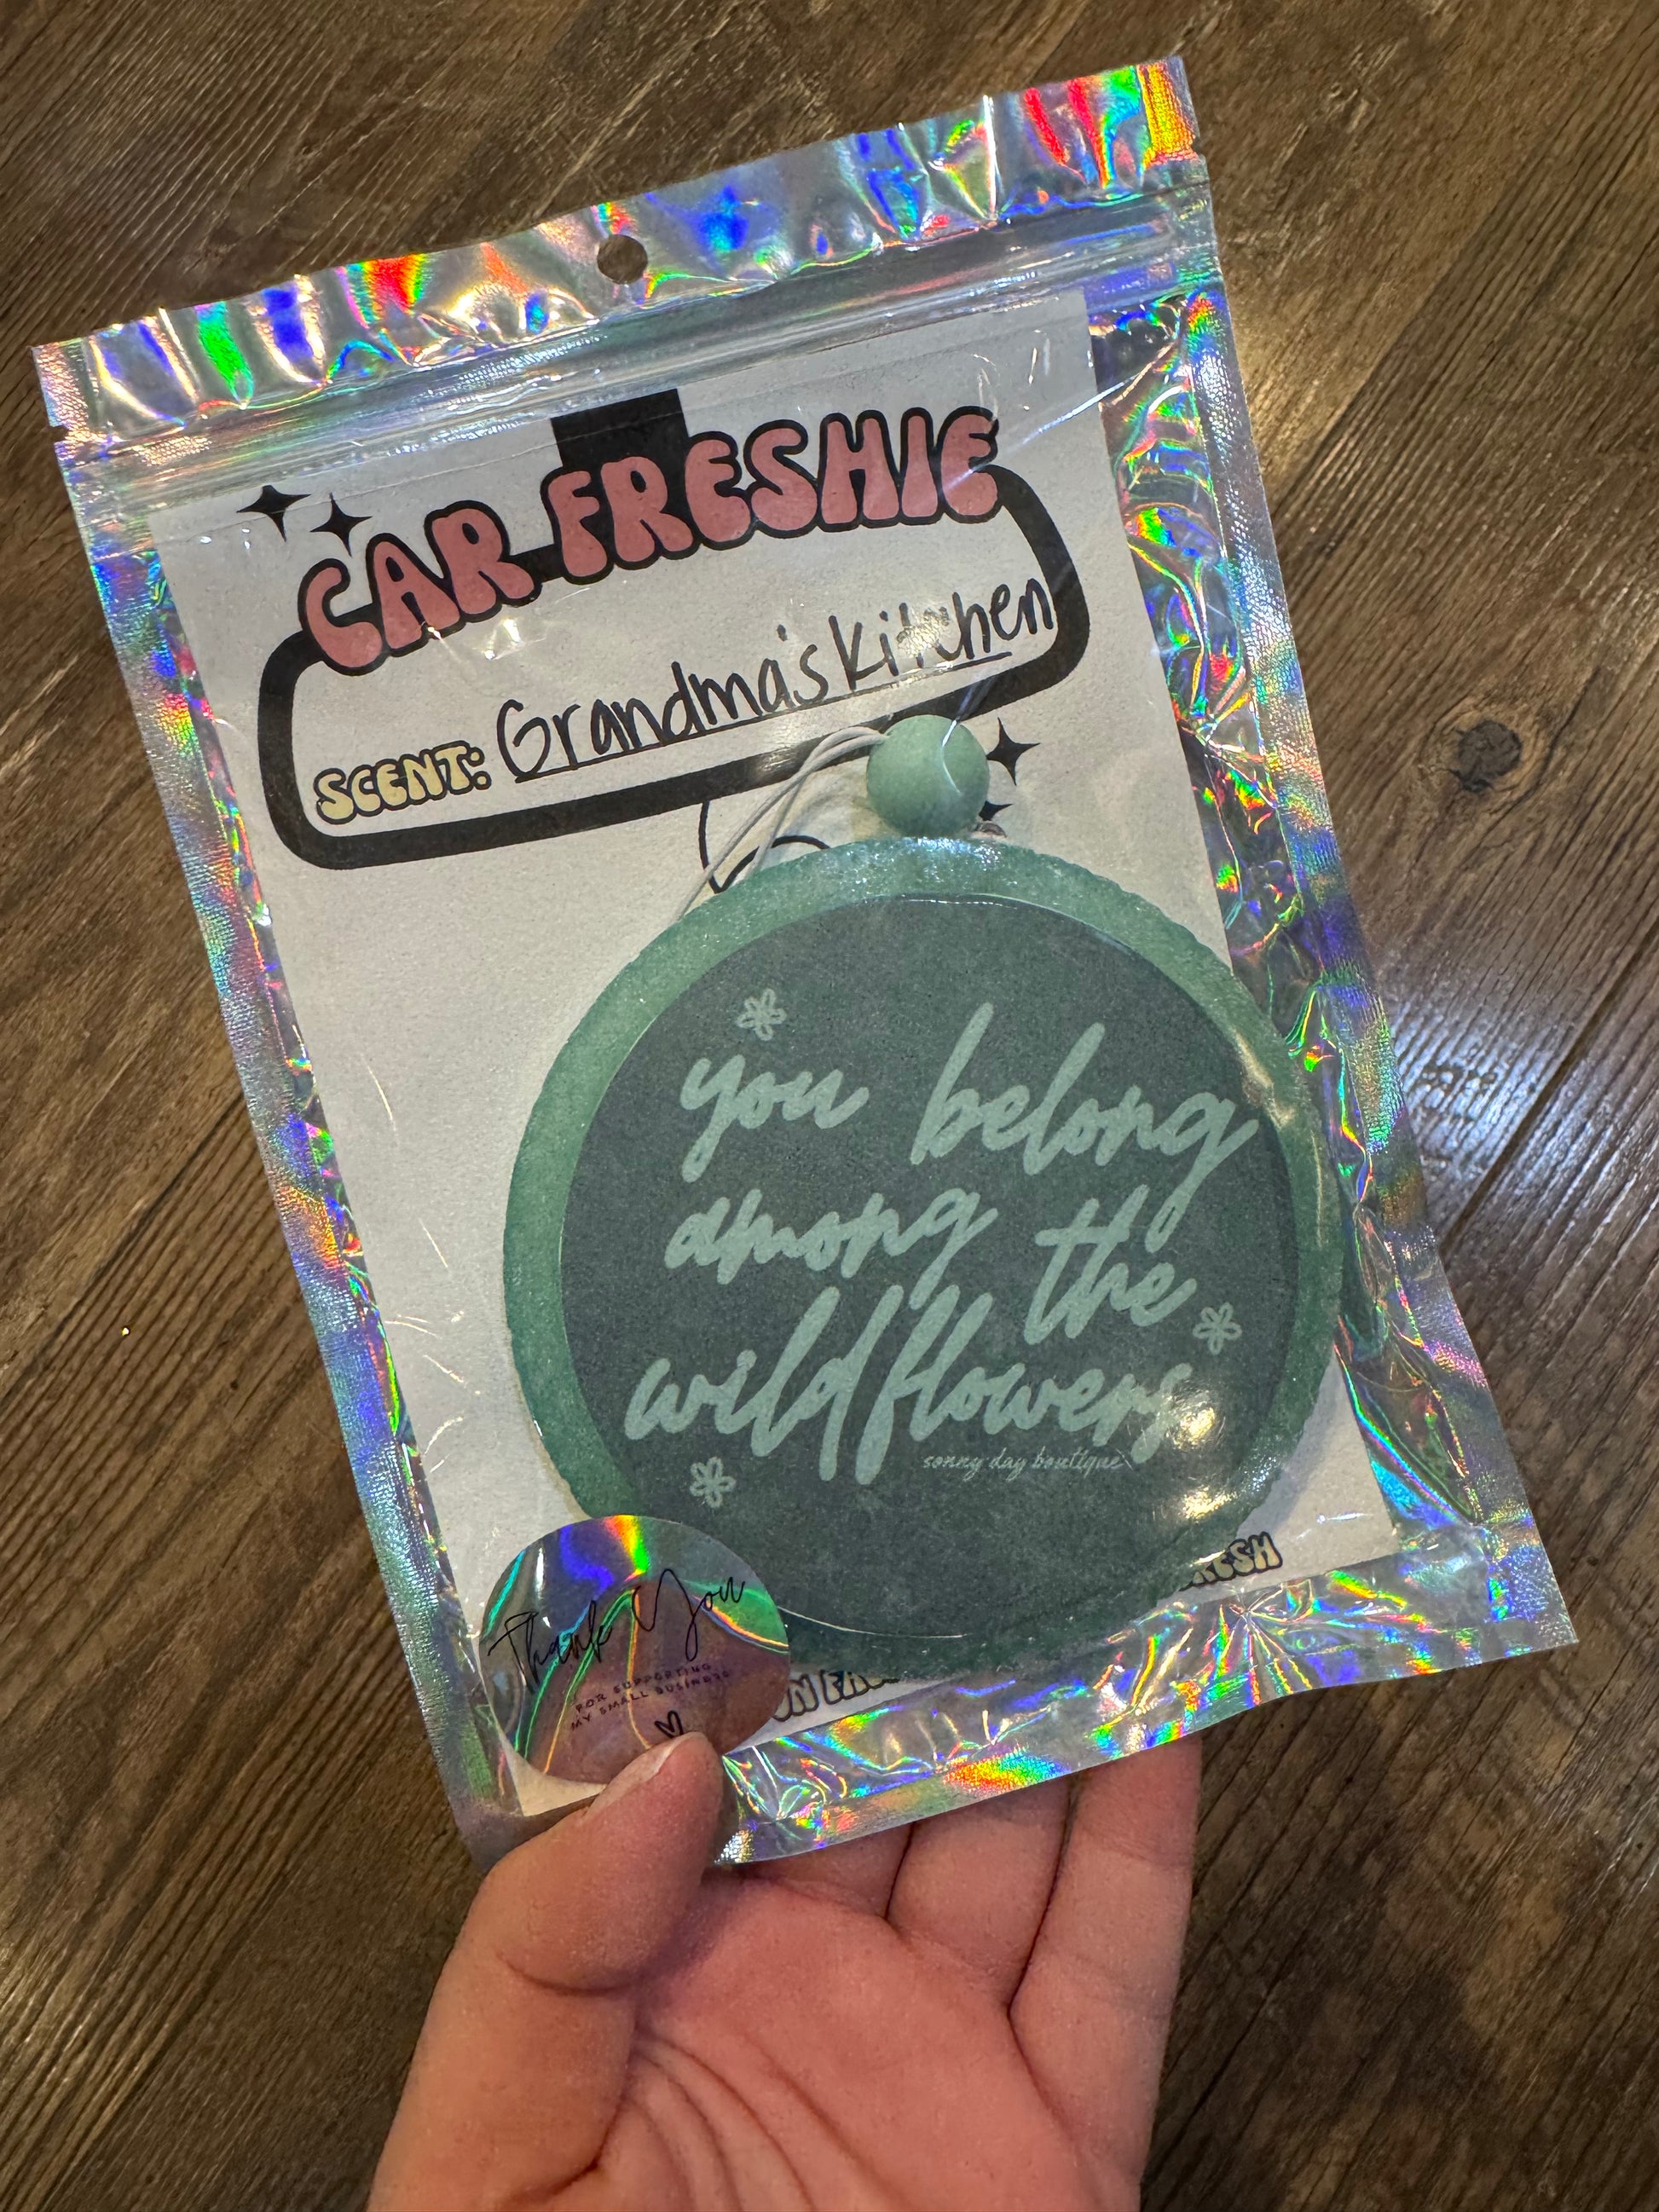 CAR FRESHIE
SCENT: Grandma's Kitchen
you belong
among the
wildflowers
sonny day boutique
Thank You
FOR SUPPORTING
MY SMALL BUSINESS